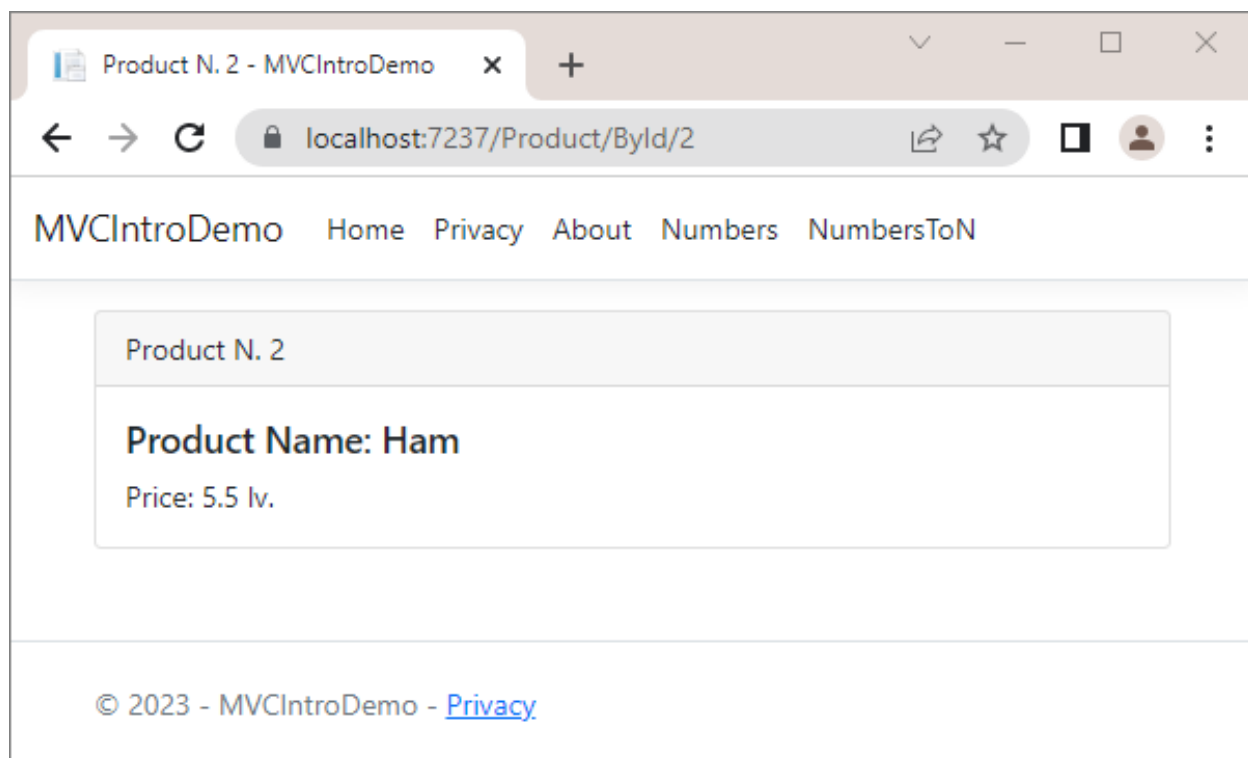 Product N. 2 - MVCIntroDemo
localhost:7237/Product/ById/2
MVCIntroDemo Home Privacy About Numbers NumbersToN
Product N. 2
Product Name: Ham
Price: 5.5 lv.
© 2023 - MVCIntroDemo - Privacy